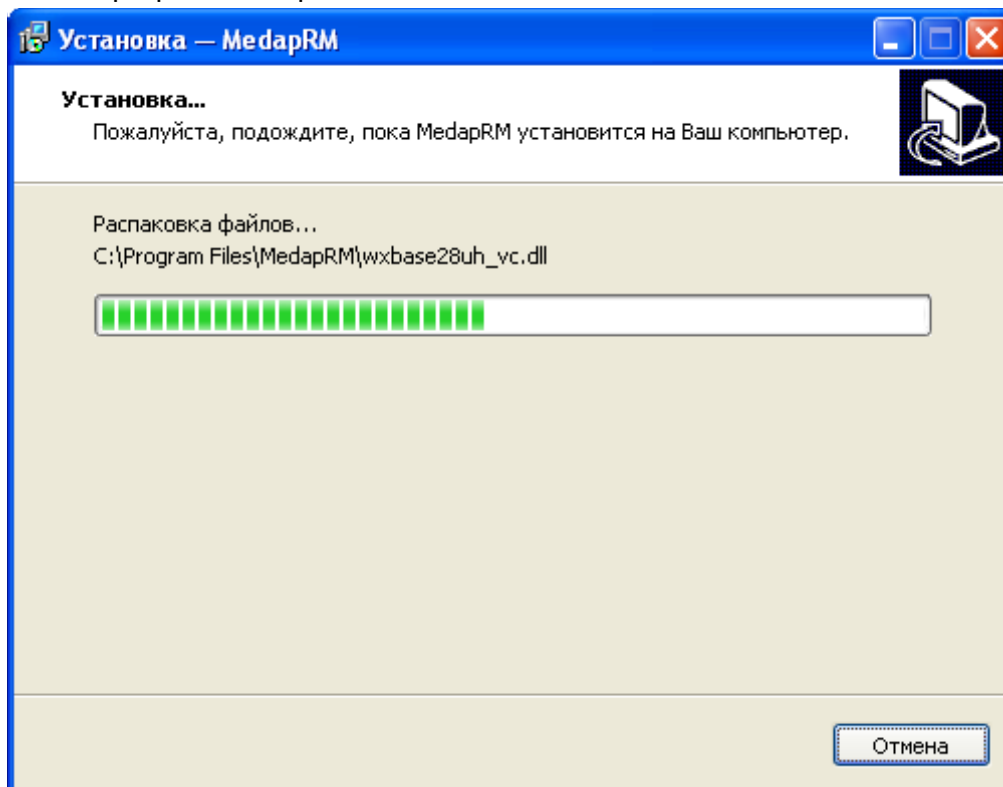 Установка — MedapRM
Установка...
Пожалуйста, подождите, пока MedapRM установится на Ваш компьютер.
Распаковка файлов...
C:\Program Files\MedapRM\wxbase28uh_vc.dll
Отмена